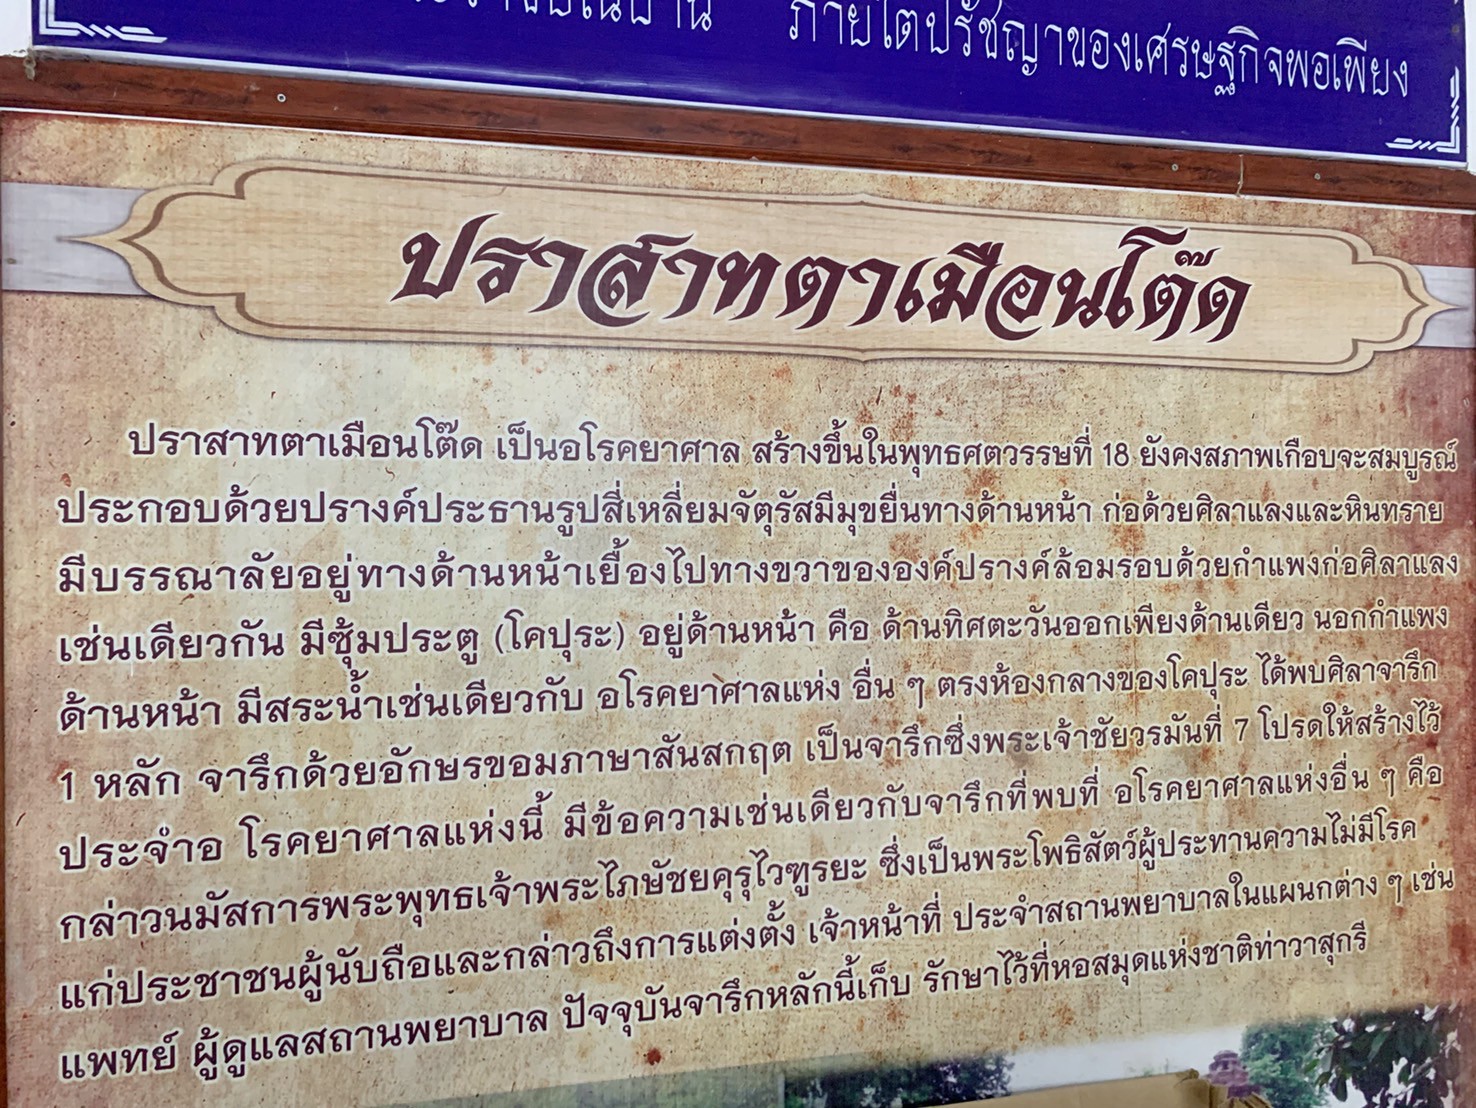 ภายใต้ปรัชญาของเศรษฐกิจพอเพียง
ปราสาทตาเมือนโต๊ด
ปราสาทตาเมือนโต๊ด เป็นอโรคยาศาล สร้างขึ้นในพุทธศตวรรษที่ 18 ยังคงสภาพเกือบจะสมบูรณ์
ประกอบด้วยปรางค์ประธานรูปสี่เหลี่ยมจัตุรัสมีมุขยื่นทางด้านหน้า ก่อด้วยศิลาแลงและหินทราย
มีบรรณาลัยอยู่ทางด้านหน้าเยื้องไปทางขวาขององค์ปรางค์ล้อมรอบด้วยกำแพงก่อศิลาแลง
เช่นเดียวกัน มีซุ้มประตู (โคปุระ) อยู่ด้านหน้า คือ ด้านทิศตะวันออกเพียงด้านเดียว นอกกำแพง
ด้านหน้า มีสระน้ำเช่นเดียวกับ อโรคยาศาลแห่ง อื่น ๆ ตรงห้องกลางของโคปุระ ได้พบศิลาจารึก
1 หลัก จารึกด้วยอักษรขอมภาษาสันสกฤต เป็นจารึกซึ่งพระเจ้าชัยวรมันที่ 7 โปรดให้สร้างไว้
ประจำอ โรคยาศาลแห่งนี้ มีข้อความเช่นเดียวกับจารึกที่พบที่ อโรคยาศาลแห่งอื่น ๆ คือ
กล่าวนมัสการพระพุทธเจ้าพระไภษัชยคุรุไวฑูรยะ ซึ่งเป็นพระโพธิสัตว์ผู้ประทานความไม่มีโรค
แก่ประชาชนผู้นับถือและกล่าวถึงการแต่งตั้ง เจ้าหน้าที่ ประจำสถานพยาบาลในแผนกต่าง ๆ เช่น
แพทย์ ผู้ดูแลสถานพยาบาล ปัจจุบันจารึกหลักนี้เก็บ รักษาไว้ที่หอสมุดแห่งชาติท่าวาสุกรี